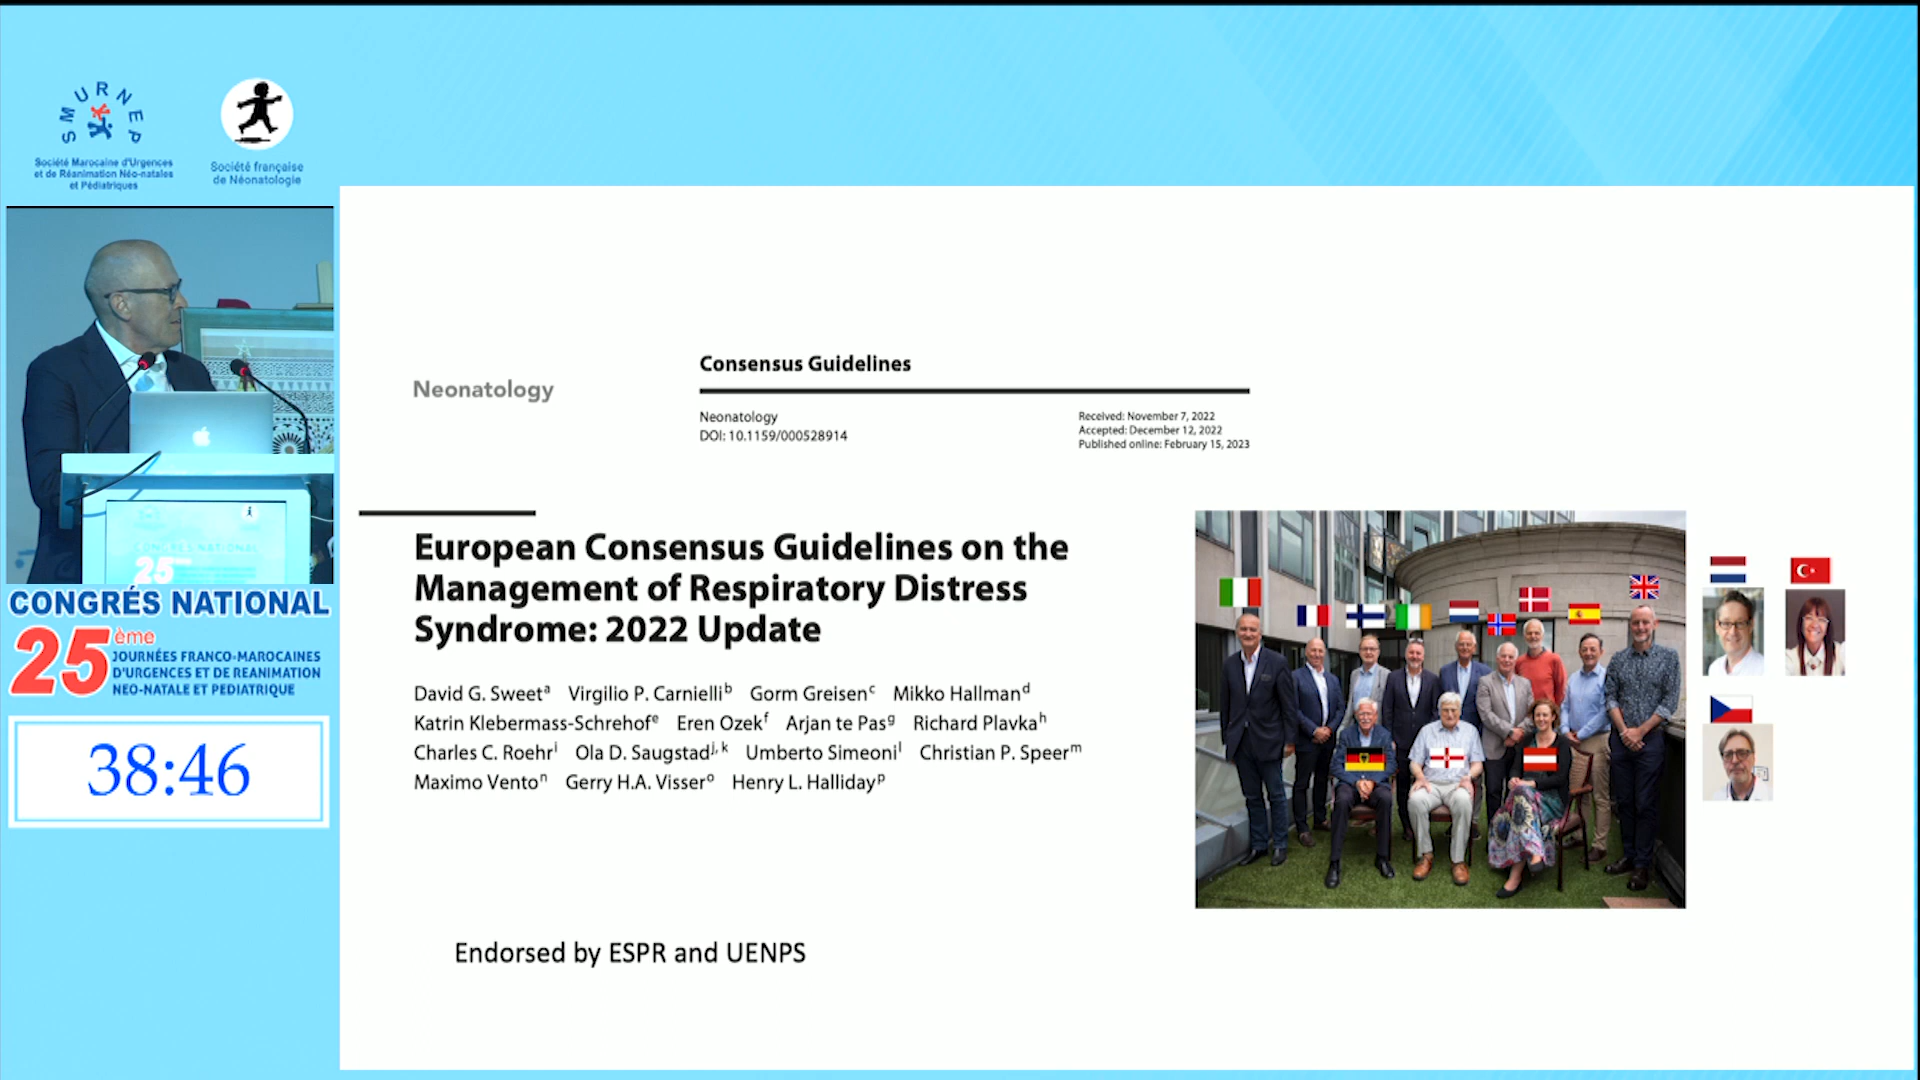 SMURNEP
Société Marocaine d'Urgences
et de Réanimation Néo-natales
et Pédiatriques
Société française
de Néonatologie
CONGRÈS NATIONAL
25
CONGRÉS NATIONAL
25ème
JOURNÉES FRANCO-MAROCAINES
D'URGENCES ET DE REANIMATION
NEO-NATALE ET PEDIATRIQUE
38:46
Neonatology
Consensus Guidelines
Neonatology
DOI: 10.1159/000528914
Received: November 7, 2022
Accepted: December 12, 2022
Published online: February 15, 2023
European Consensus Guidelines on the
Management of Respiratory Distress
Syndrome: 2022 Update
David G. Sweetᵃ Virgilio P. Carnielliᵇ Gorm Greisenᶜ Mikko Hallmanᵈ
Katrin Klebermass-Schrehofᵉ Eren Ozekᶠ Arjan te Pasᵍ Richard Plavkaʰ
Charles C. Roehrⁱ Ola D. Saugstadʲ,ᵏ Umberto Simeoniˡ Christian P. Speerᵐ
Maximo Ventoⁿ Gerry H.A. Visserᵒ Henry L. Hallidayᵖ
Endorsed by ESPR and UENPS